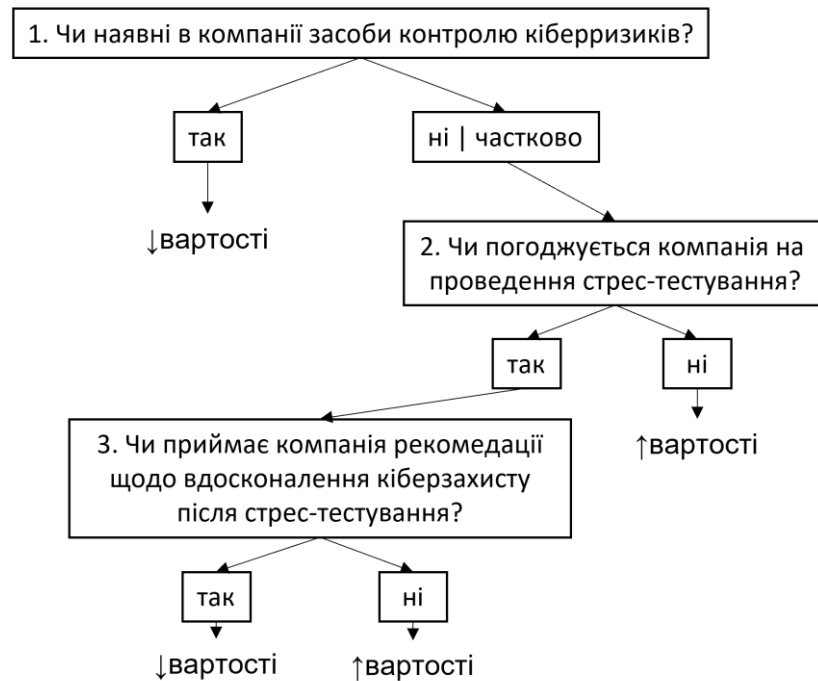 1. Чи наявні в компанії засоби контролю кіберризиків?
так
ні | частково
↓вартості
2. Чи погоджується компанія на
проведення стрес-тестування?
так
ні
↑вартості
3. Чи приймає компанія рекомедації
щодо вдосконалення кіберзахисту
після стрес-тестування?
так
ні
↓вартості
↑вартості